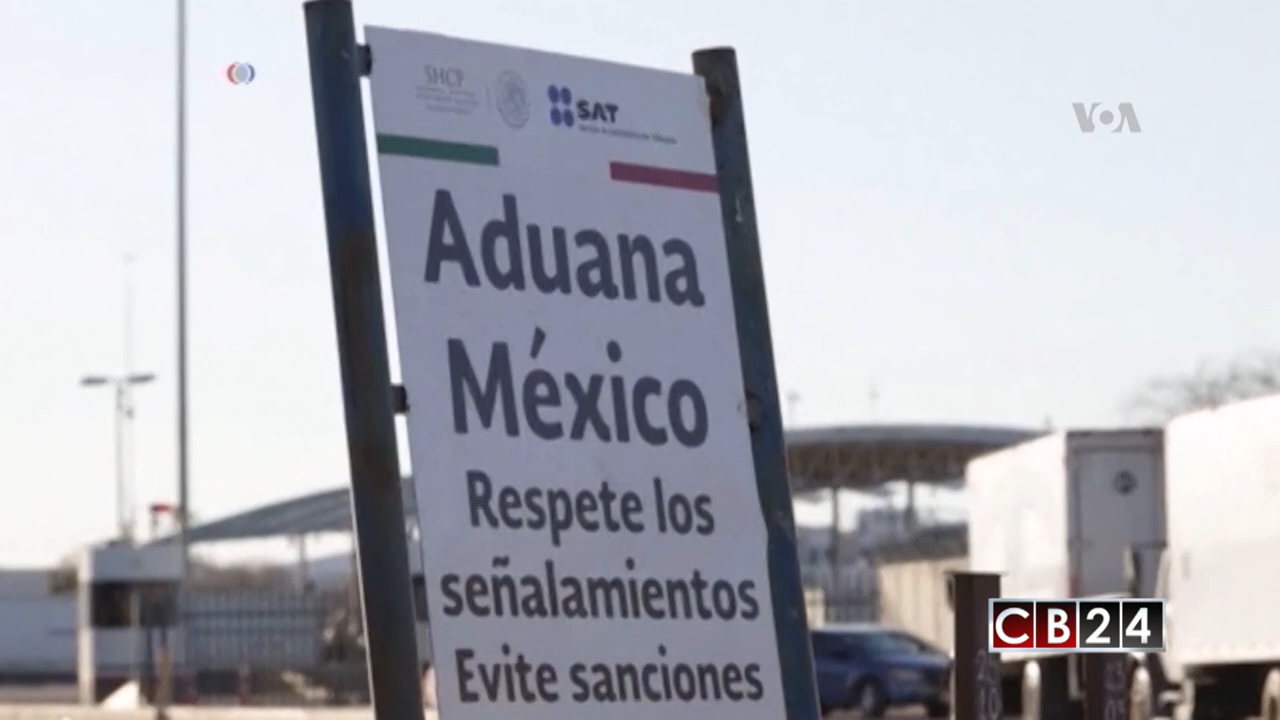 VOA
SHCP
SAT
Aduana
México
Respete los
señalamientos
Evite sanciones
CB24